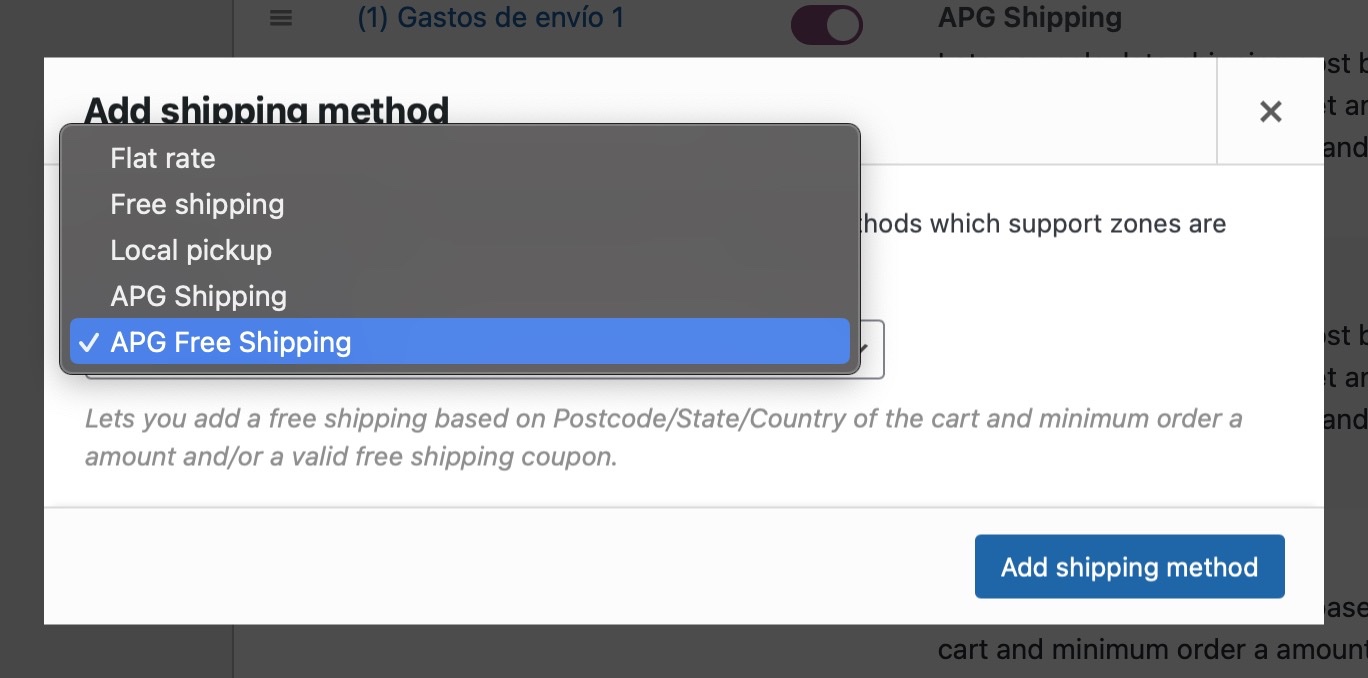 (1) Gastos de envío 1
APG Shipping
Add shipping method
Flat rate
Free shipping
Local pickup
APG Shipping
✓ APG Free Shipping
which support zones are
Lets you add a free shipping based on Postcode/State/Country of the cart and minimum order a
amount and/or a valid free shipping coupon.
Add shipping method
cart and minimum order a amount